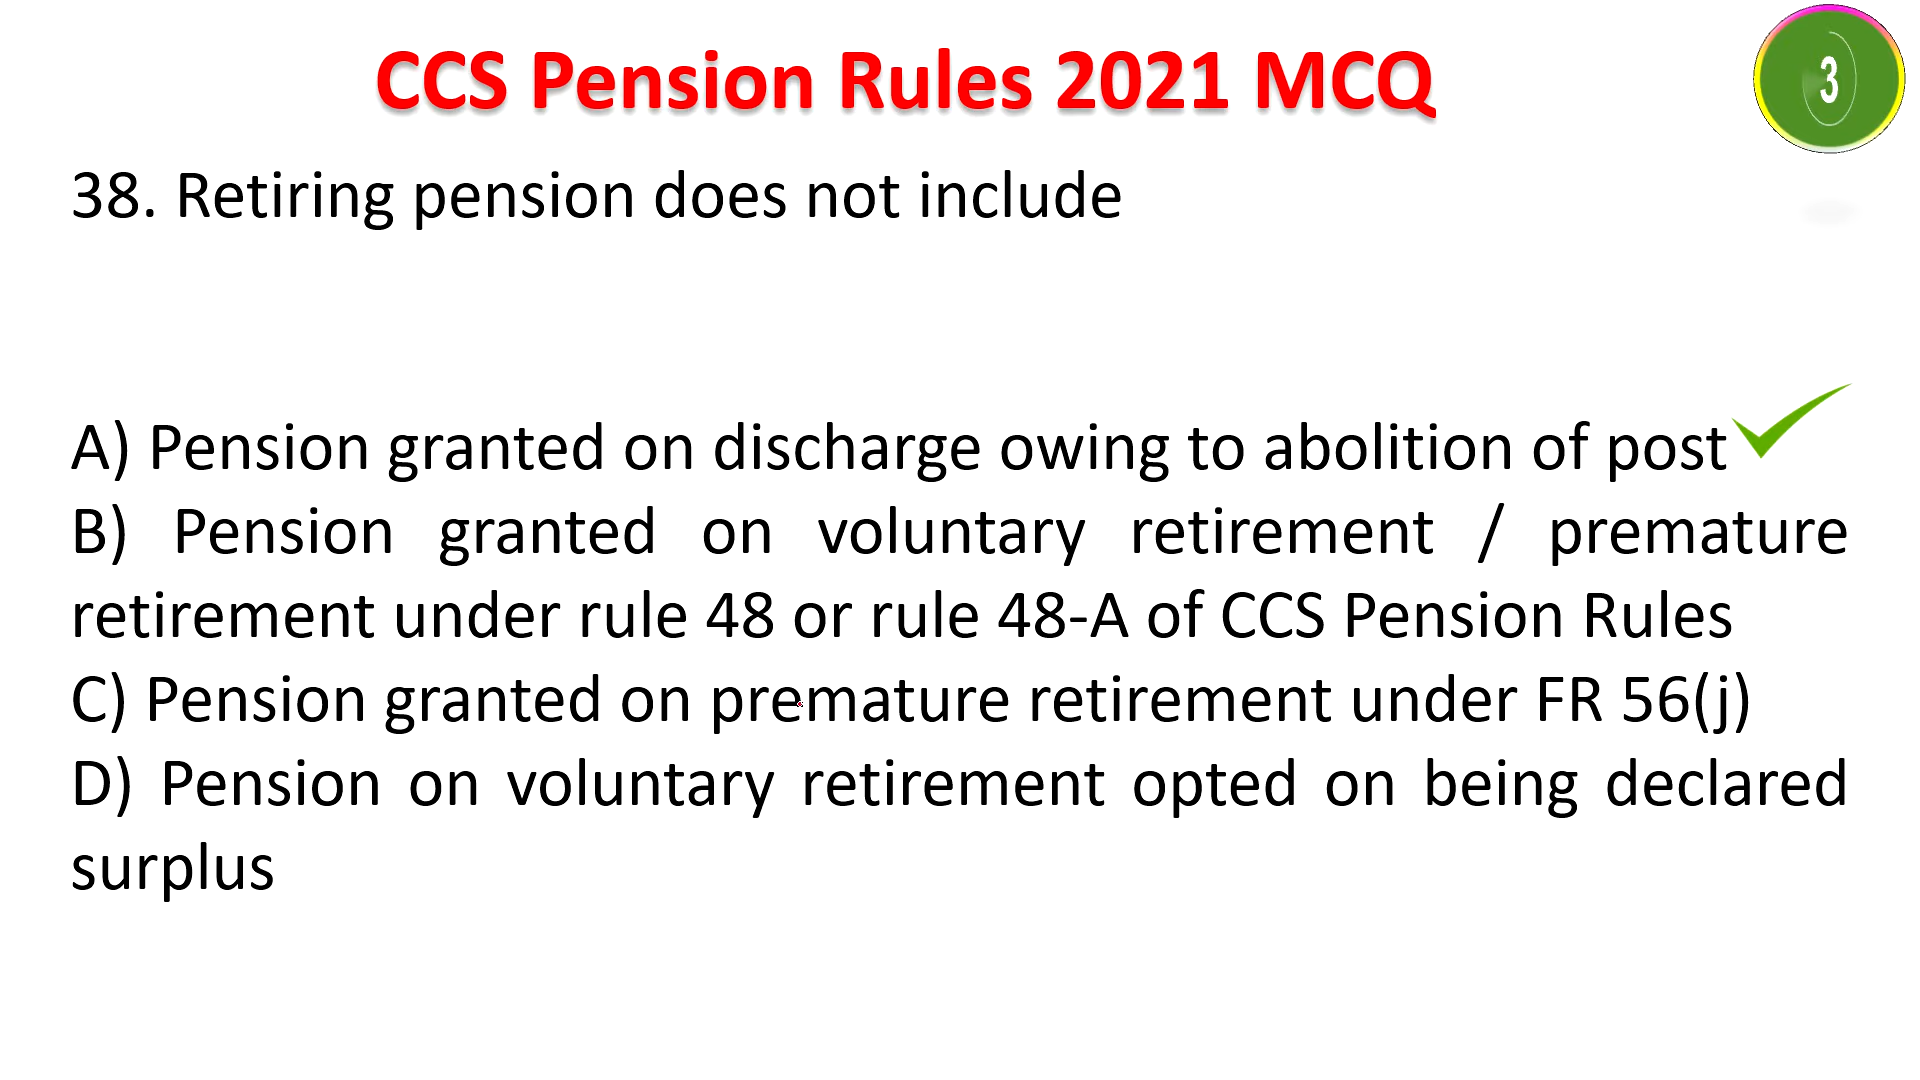 CCS Pension Rules 2021 MCQ
3
38. Retiring pension does not include
A) Pension granted on discharge owing to abolition of post
B) Pension granted on voluntary retirement / premature
retirement under rule 48 or rule 48-A of CCS Pension Rules
C) Pension granted on premature retirement under FR 56(j)
D) Pension on voluntary retirement opted on being declared
surplus